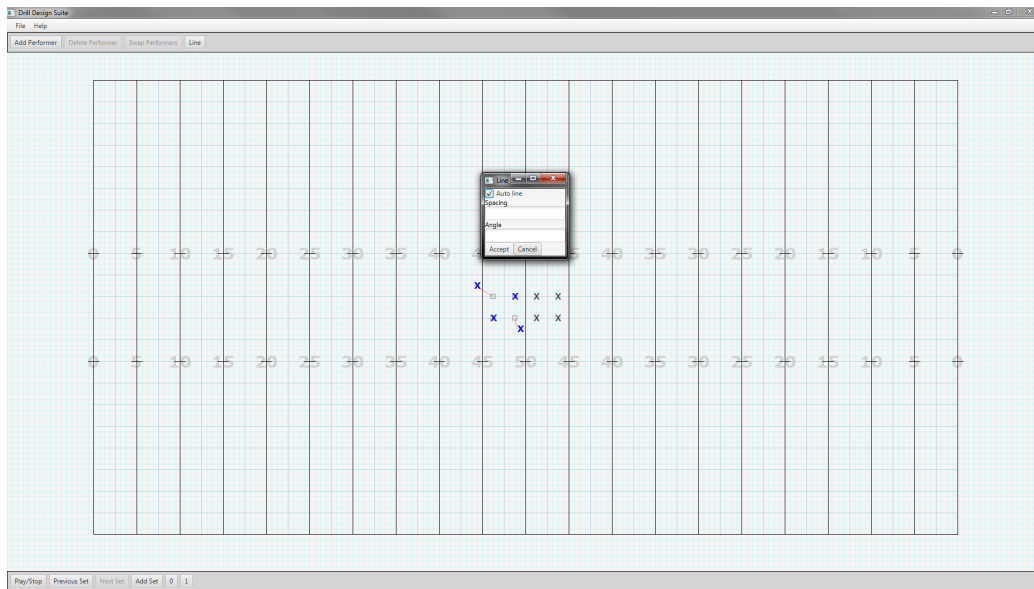 Drill Design Suite
File Help
Add Performer Delete Performer Swap Performers Line
Line
Auto line
Spacing
Angle
Accept Cancel
0 5 10 15 20 25 30 35 40 4 5 40 35 30 25 20 15 10 5 0
X
X X X
X X X
X
0 5 10 15 20 25 30 35 40 45 50 45 40 35 30 25 20 15 10 5 0
Play/Stop Previous Set Next Set Add Set 0 1